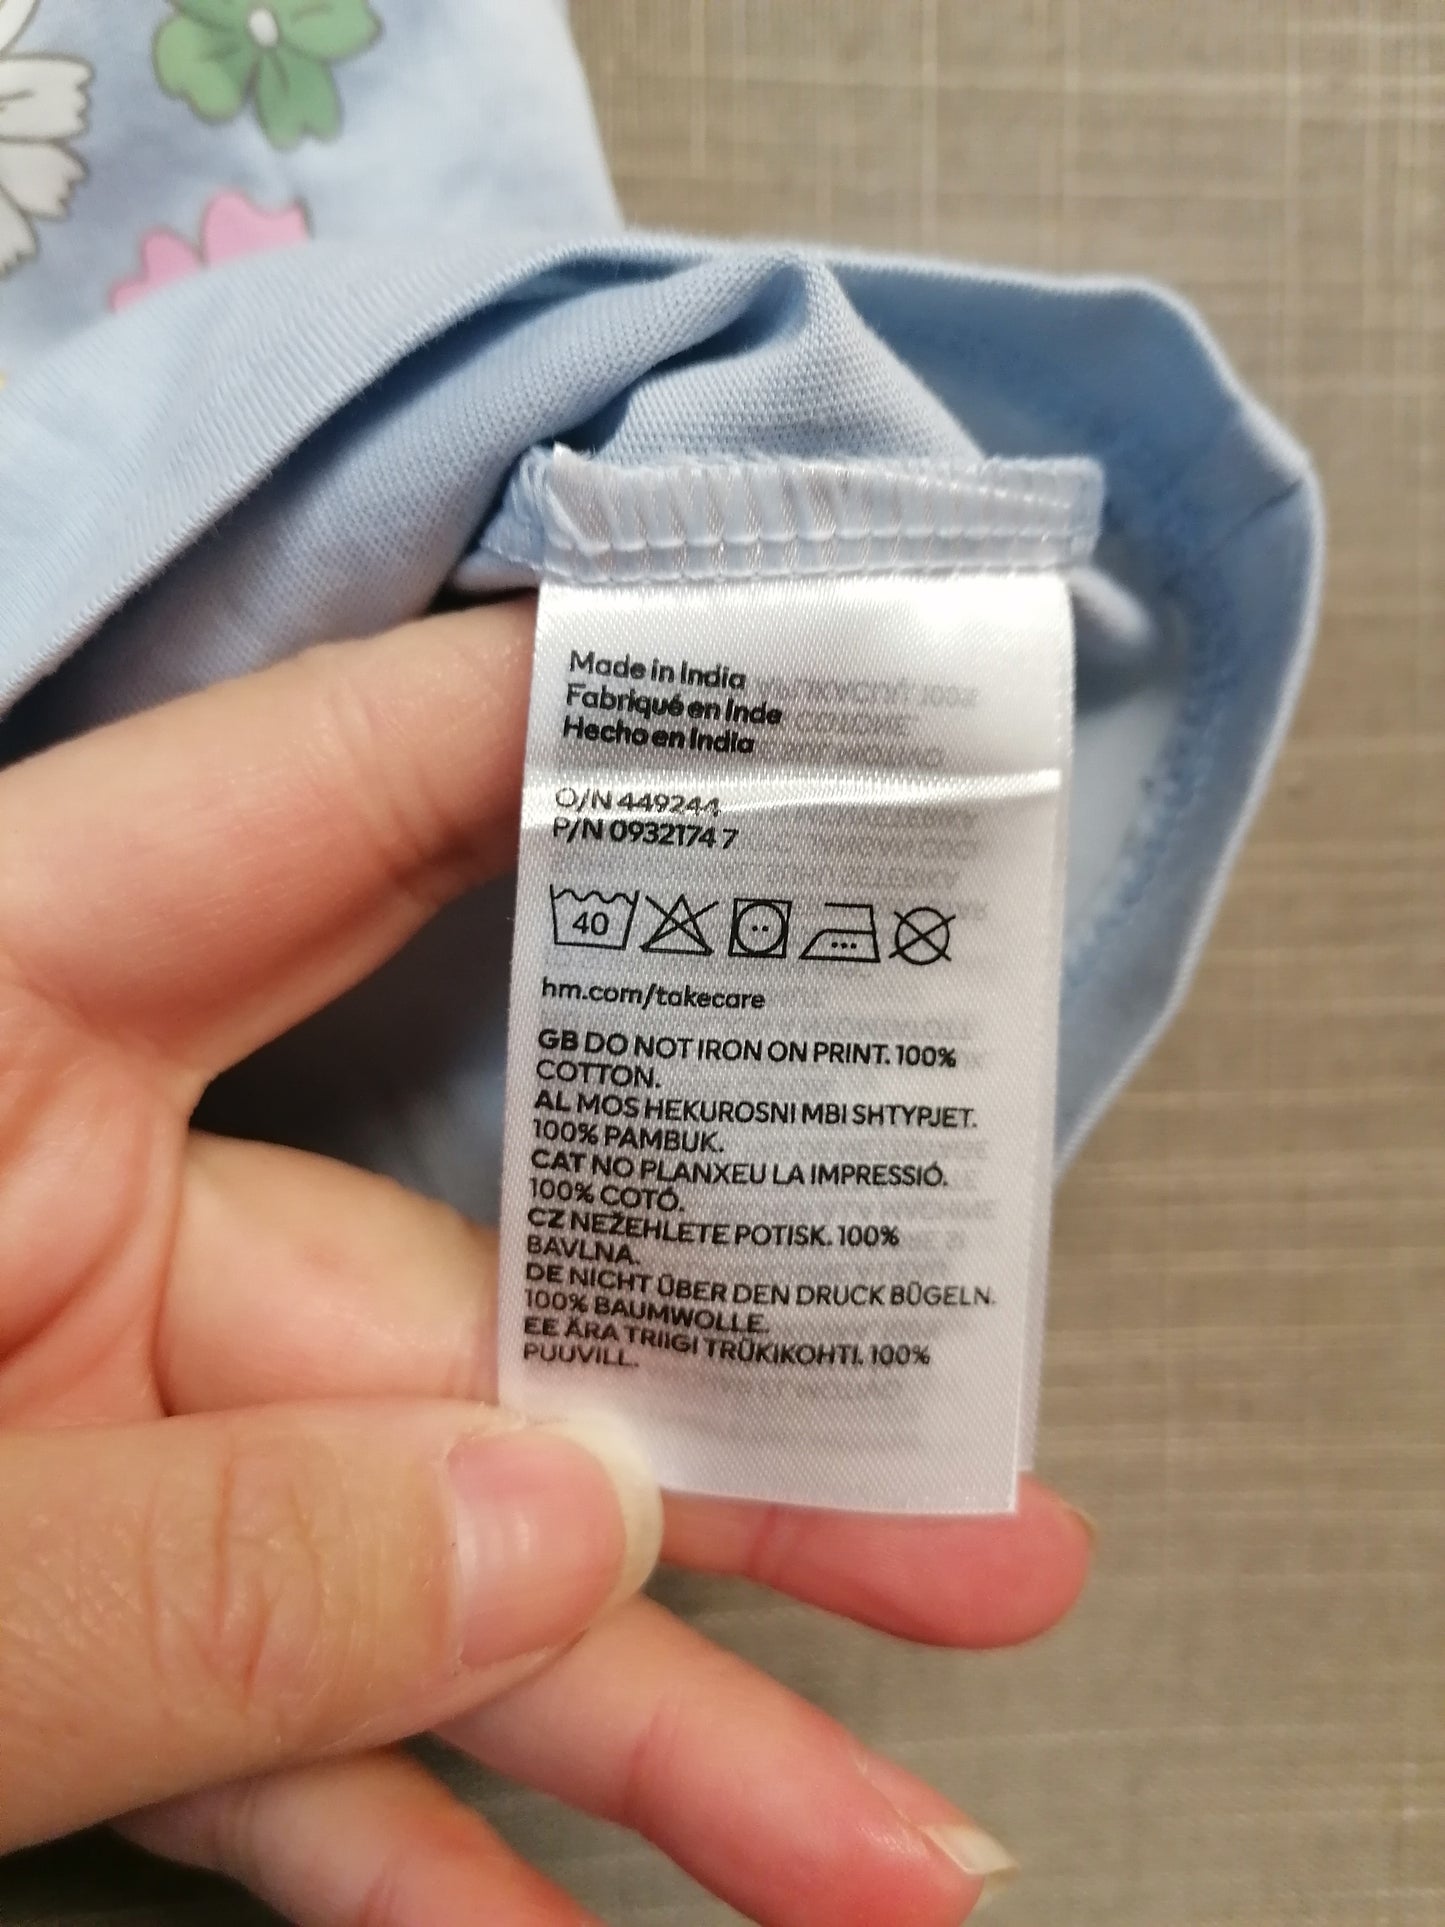 Made in India
Fabriqué en Inde
Hecho en India
O/N 449244
P/N 0932174 7
40
hm.com/takecare
GB DO NOT IRON ON PRINT. 100%
COTTON.
AL MOS HEKUROSNI MBI SHTYPJET.
100% PAMBUK.
CAT NO PLANXEU LA IMPRESSIÓ.
100% COTÓ.
CZ NEŽEHLETE POTISK. 100%
BAVLNA.
DE NICHT ÜBER DEN DRUCK BÜGELN.
100% BAUMWOLLE.
EE ÄRA TRIIGI TRÜKIKOHTI. 100%
PUUVILL.